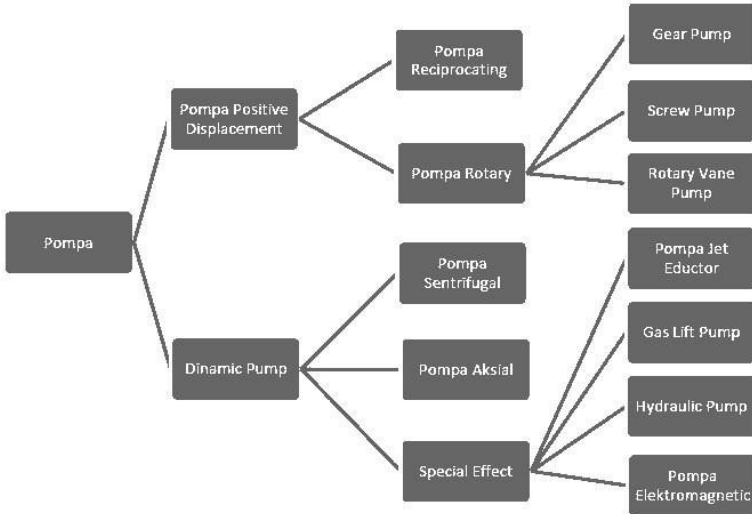 Pompa
Pompa Positive
Displacement
Dinamic Pump
Pompa
Reciprocating
Pompa Rotary
Pompa
Sentrifugal
Pompa Aksial
Special Effect
Gear Pump
Screw Pump
Rotary Vane
Pump
Pompa Jet
Eductor
Gas Lift Pump
Hydraulic Pump
Pompa
Elektromagnetic